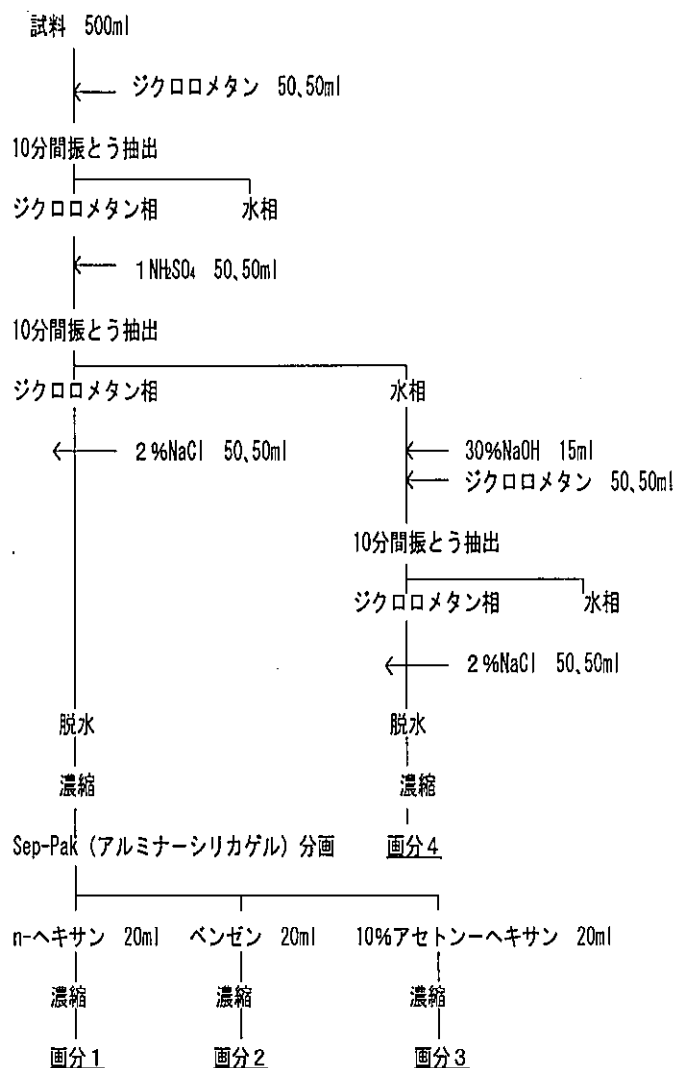 試料 500ml
ジクロロメタン 50、50ml
10分間振とう抽出
ジクロロメタン相 水相
1NH₂SO₄ 50、50ml
10分間振とう抽出
ジクロロメタン相 水相
2%NaCl 50、50ml 30%NaOH 15ml
ジクロロメタン 50、50ml
10分間振とう抽出
ジクロロメタン相 水相
2%NaCl 50、50ml
脱水 脱水
濃縮 濃縮
Sep-Pak (アルミナーシリカゲル) 分画 画分4
n-ヘキサン 20ml ベンゼン 20ml 10%アセトンーヘキサン 20ml
濃縮 濃縮 濃縮
画分1 画分2 画分3